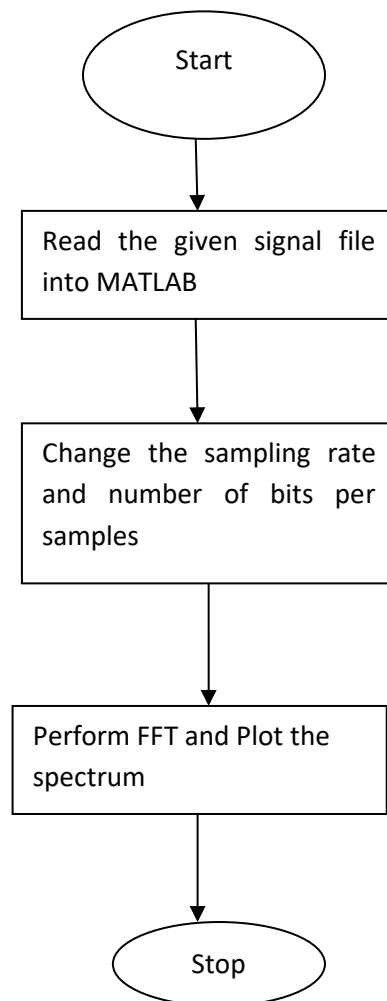 Start
Read the given signal file
into MATLAB
Change the sampling rate
and number of bits per
samples
Perform FFT and Plot the
spectrum
Stop